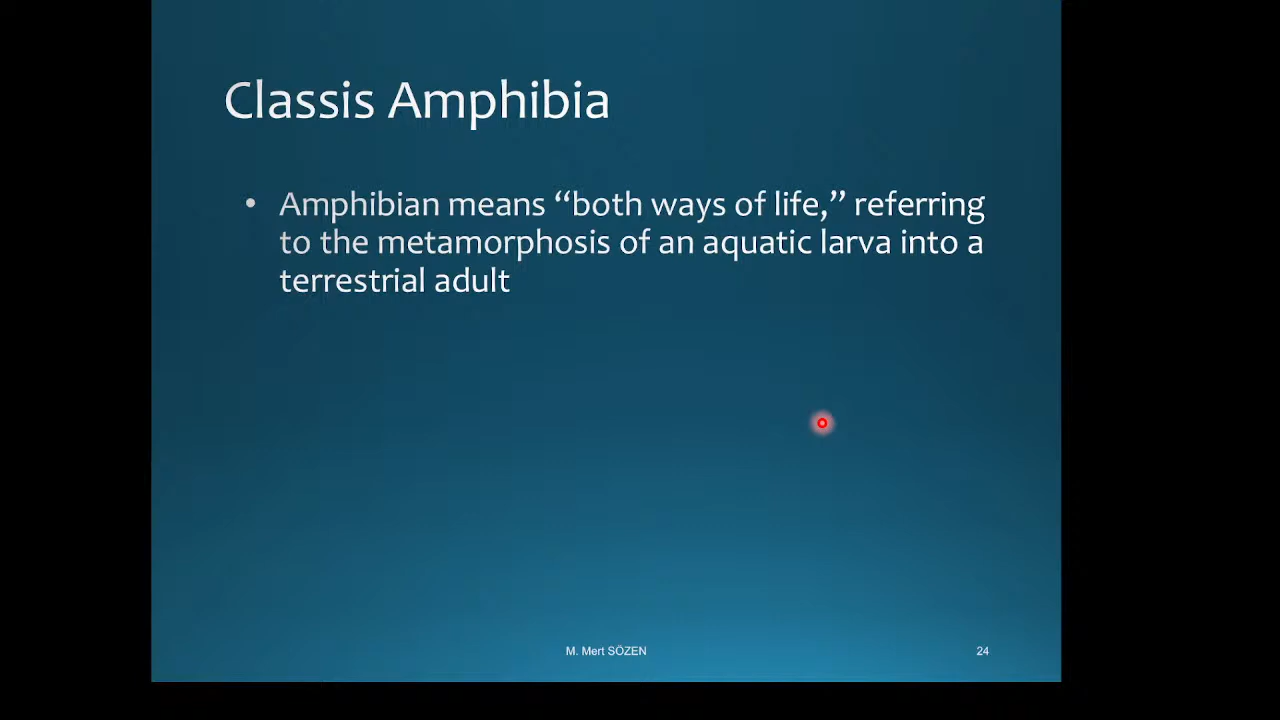 Classis Amphibia
• Amphibian means “both ways of life,” referring
to the metamorphosis of an aquatic larva into a
terrestrial adult
M. Mert SÖZEN
24